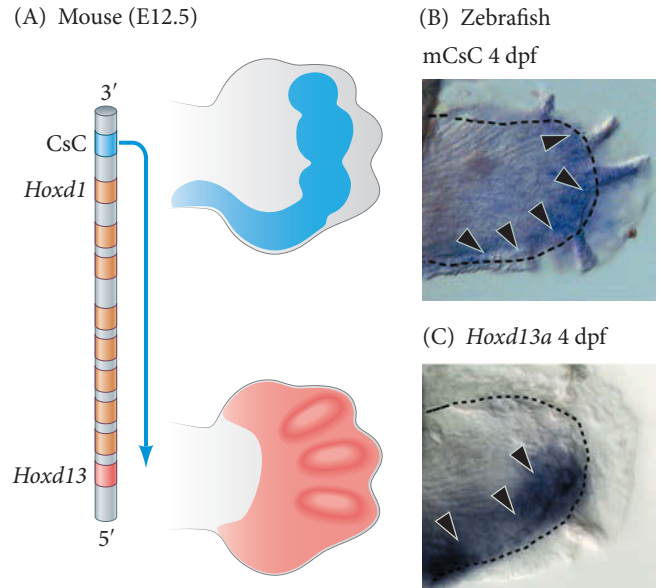 (A) Mouse (E12.5)
3′
CsC
Hoxd1
Hoxd13
5′
(B) Zebrafish
mCsC 4 dpf
(C) Hoxd13a 4 dpf